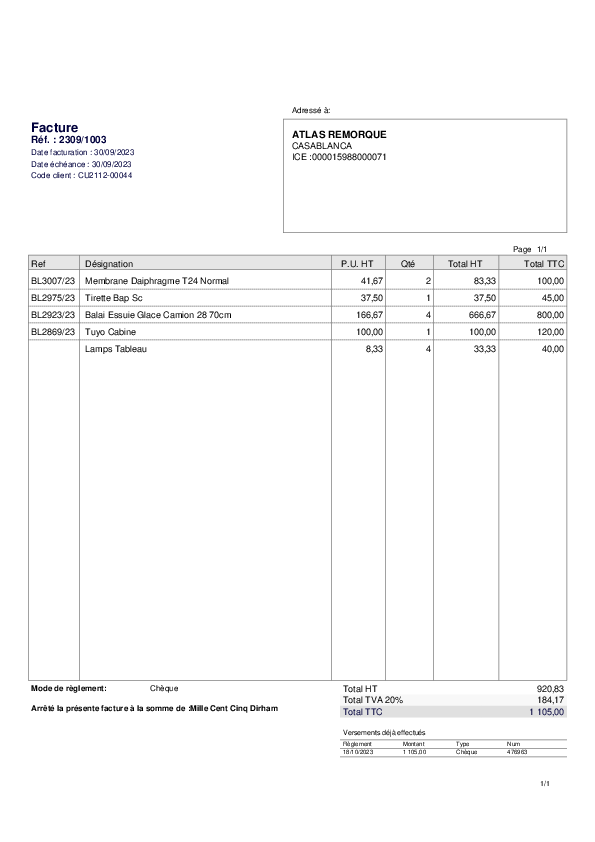 Adressé à:
Facture
Réf. : 2309/1003
Date facturation : 30/09/2023
Date échéance : 30/09/2023
Code client : CU2112-00044
ATLAS REMORQUE
CASABLANCA
ICE :000015988000071
Page 1/1
Ref Désignation P.U. HT Qté Total HT Total TTC
BL3007/23 Membrane Daiphragme T24 Normal 41,67 2 83,33 100,00
BL2975/23 Tirette Bap Sc 37,50 1 37,50 45,00
BL2923/23 Balai Essuie Glace Camion 28 70cm 166,67 4 666,67 800,00
BL2869/23 Tuyo Cabine 100,00 1 100,00 120,00
Lamps Tableau 8,33 4 33,33 40,00
Mode de règlement: Chèque
Arrêté la présente facture à la somme de :Mille Cent Cinq Dirham
Total HT 920,83
Total TVA 20% 184,17
Total TTC 1 105,00
Versements déjà effectués
Règlement Montant Type Num
18/10/2023 1 105,00 Chèque 476963
1/1